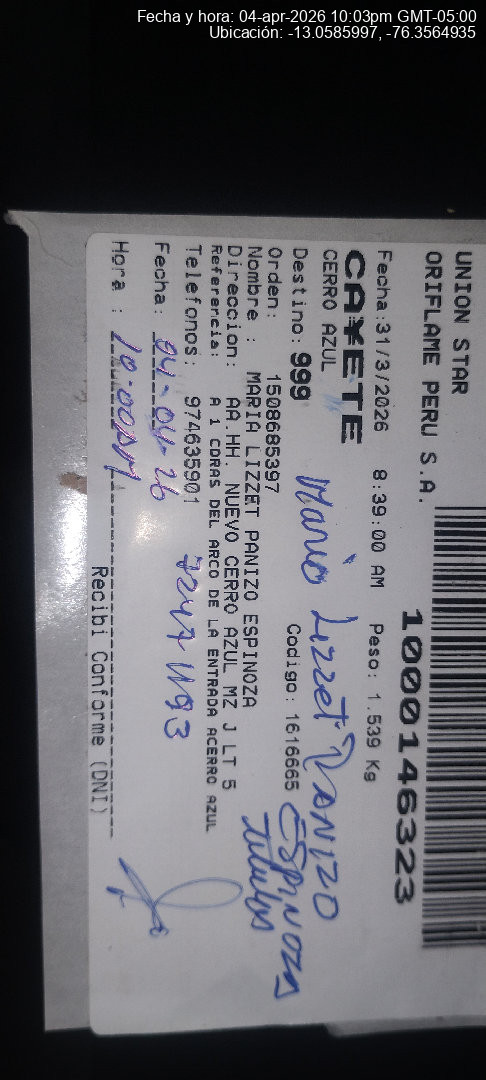 Fecha y hora: 04-apr-2026 10:03pm GMT-05:00
Ubicación: -13.0585997, -76.3564935
UNION STAR
ORIFLAME PERU S.A.
1000146323
Fecha:31/3/2026 8:39:00 AM Peso: 1.539 Kg
CAÑETE
CERRO AZUL
Maria Lizzet PANIZO
ESPINOZA
Titular
Destino: 999 Codigo: 1616665
Orden: 1508685397
Nombre : MARIA LIZZET PANIZO ESPINOZA
Direccion: AA.HH. NUEVO CERRO AZUL MZ J LT 5
Referencia: A 1 CDRAS DEL ARCO DE LA ENTRADA ACERRO AZUL
Telefonos: 974635901
Fecha: 04-04-26
Hora : 10:00AM
Recibi Conforme (DNI)